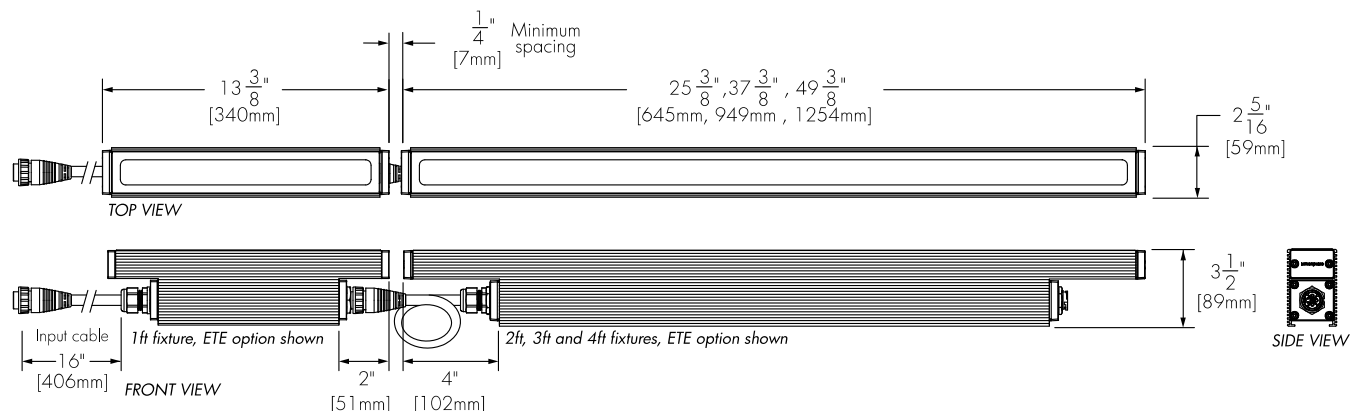 1/4" Minimum
[7mm] spacing
13 3/8"
[340mm]
25 3/8", 37 3/8", 49 3/8"
[645mm, 949mm , 1254mm]
2 5/16"
[59mm]
TOP VIEW
3 1/2"
[89mm]
Input cable
1ft fixture, ETE option shown
2ft, 3ft and 4ft fixtures, ETE option shown
SIDE VIEW
16"
[406mm]
FRONT VIEW
2"
[51mm]
4"
[102mm]